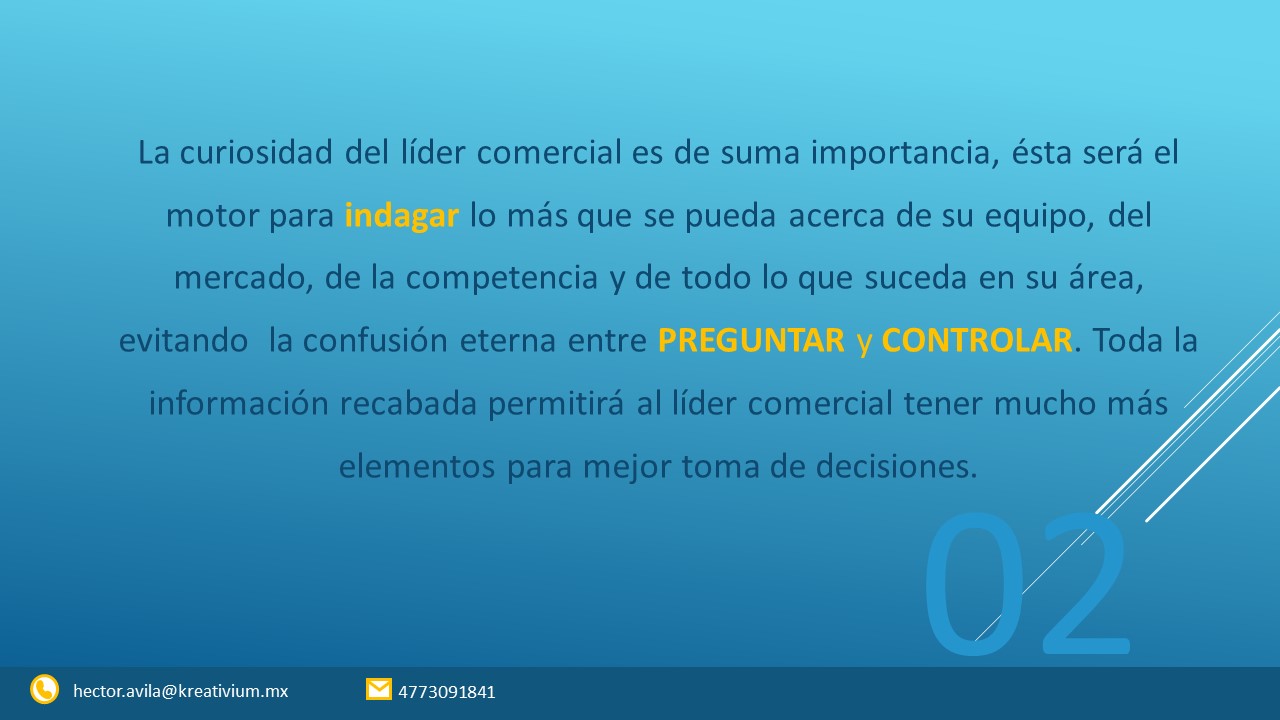 La curiosidad del líder comercial es de suma importancia, ésta será el
motor para indagar lo más que se pueda acerca de su equipo, del
mercado, de la competencia y de todo lo que suceda en su área,
evitando  la confusión eterna entre PREGUNTAR y CONTROLAR. Toda la
información recabada permitirá al líder comercial tener mucho más
elementos para mejor toma de decisiones.
02
hector.avila@kreativium.mx
4773091841